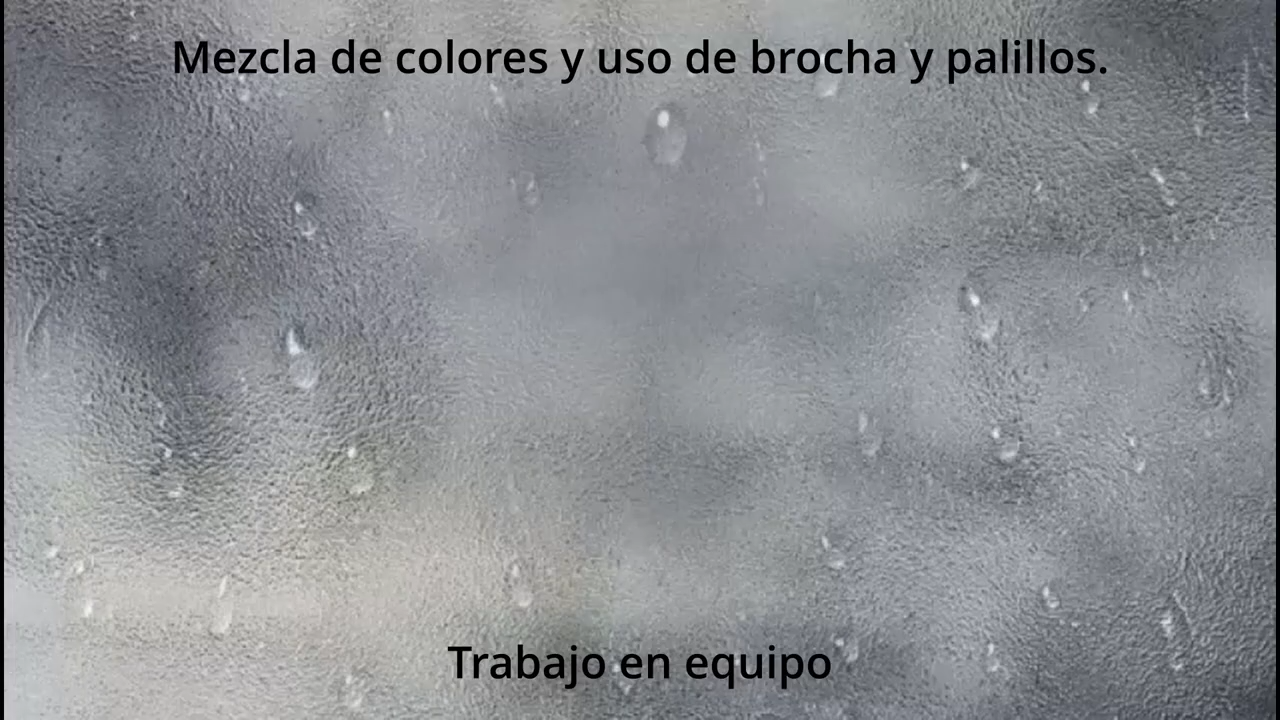 Mezcla de colores y uso de brocha y palillos.
Trabajo en equipo